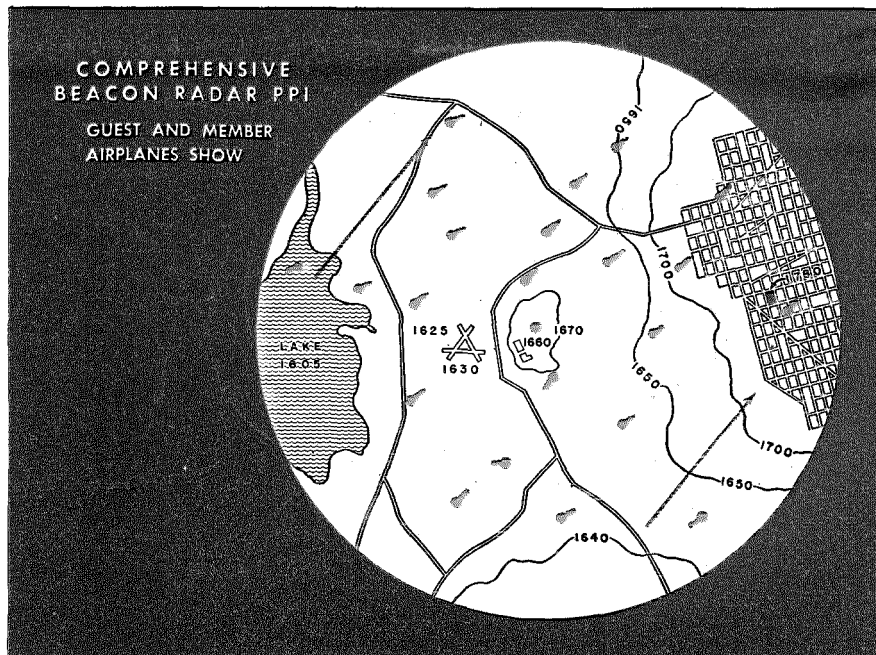 COMPREHENSIVE
BEACON RADAR PPI
GUEST AND MEMBER
AIRPLANES SHOW
1650
1700
1780
1625
1670
1660
LAKE
1605
1630
1650
1700
1650
1640